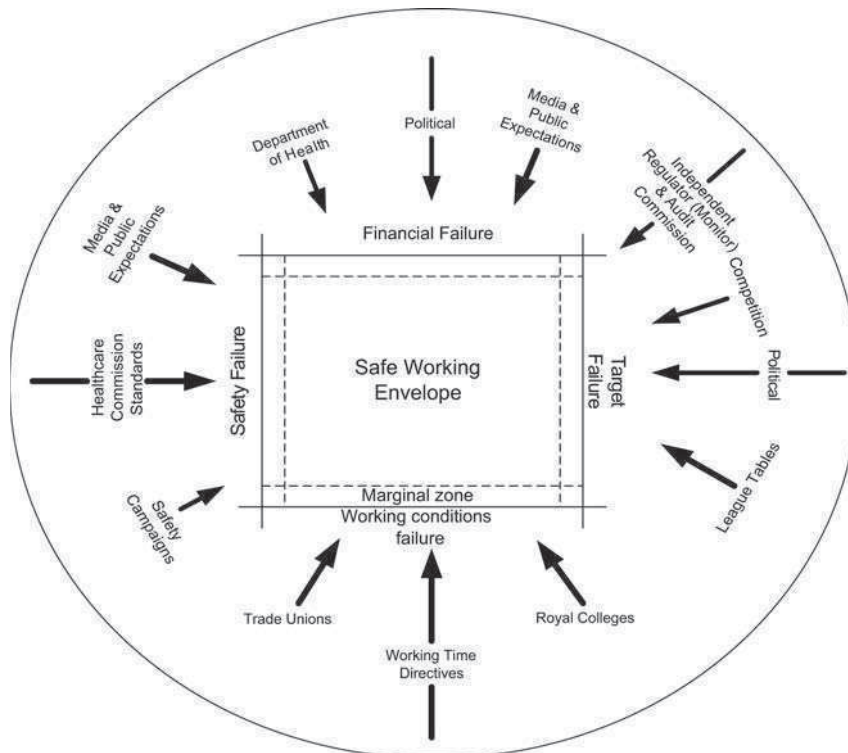 Political
Media &
Public
Expectations
Department
of Health
Independent
Regulator (Monitor)
& Audit
Commission
Media &
Public
Expectations
Financial Failure
Competition
Healthcare
Commission
Standards
Safety Failure
Safe Working
Envelope
Target
Failure
Political
League Tables
Safety
Campaigns
Marginal zone
Working conditions
failure
Trade Unions
Royal Colleges
Working Time
Directives